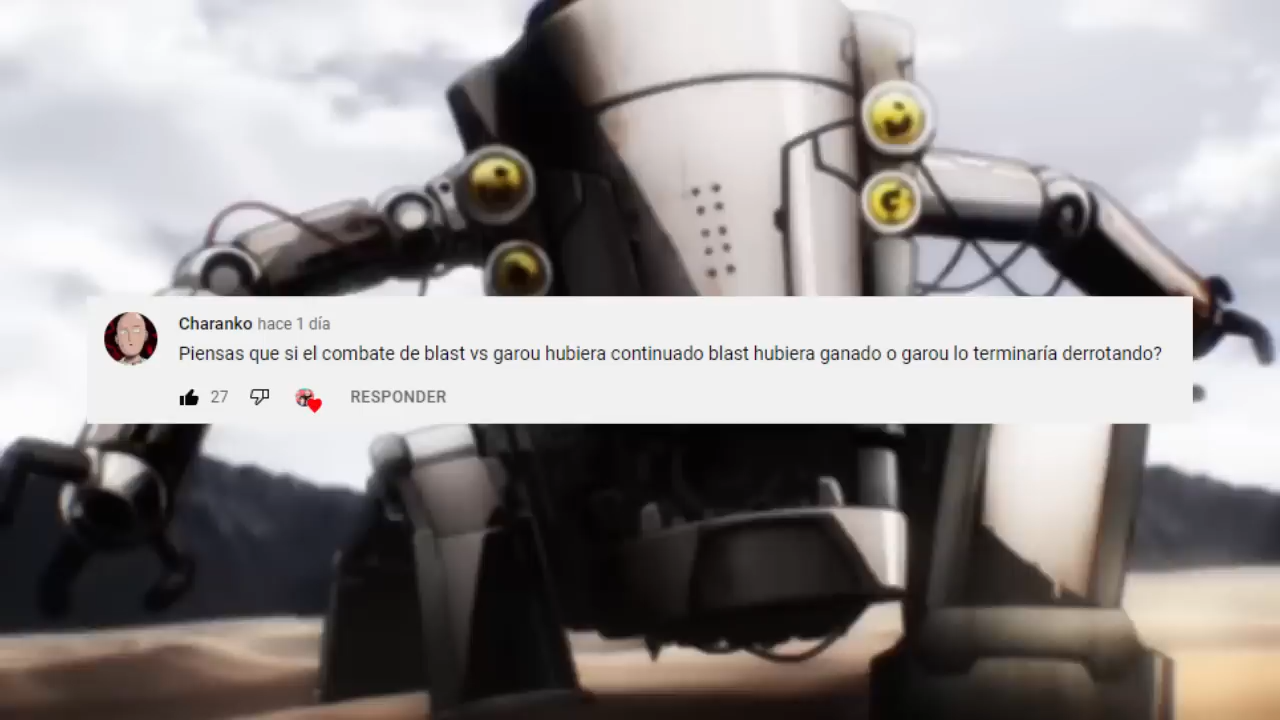 Charanko hace 1 día
Piensas que si el combate de blast vs garou hubiera continuado blast hubiera ganado o garou lo terminaría derrotando?
27 RESPONDER